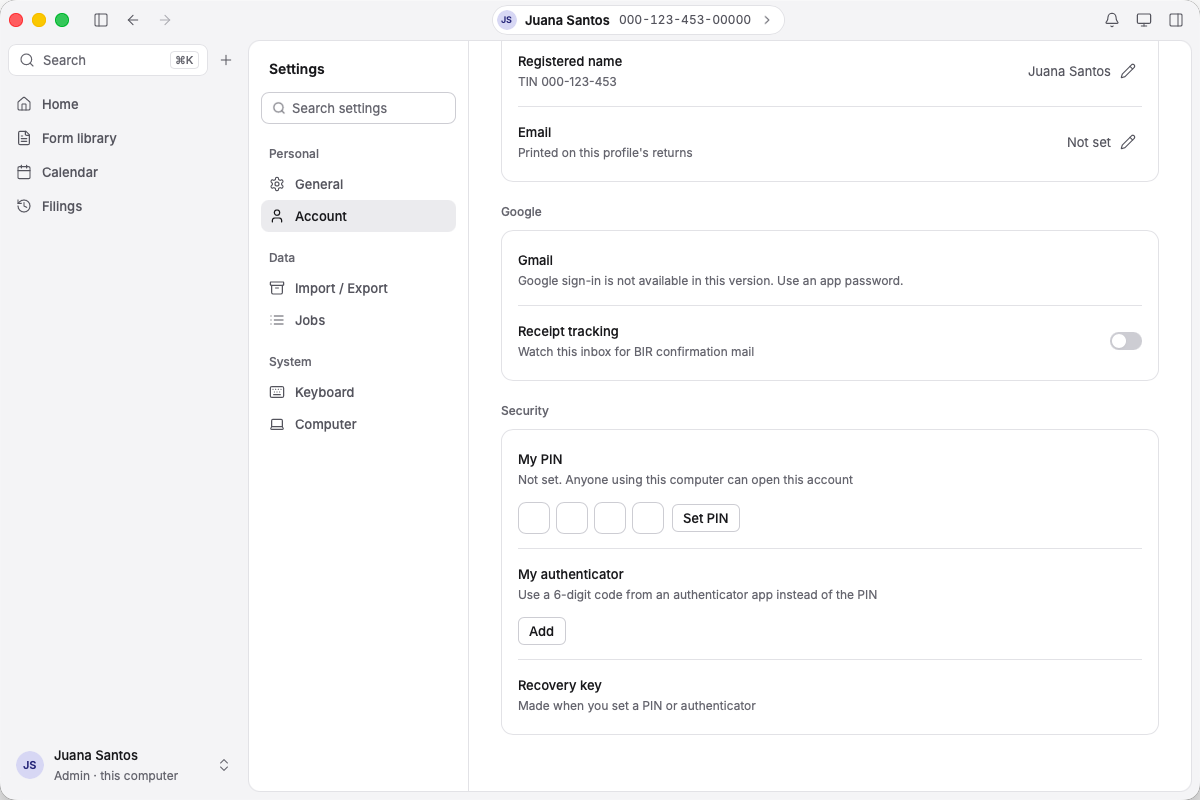 JS Juana Santos 000-123-453-00000
Search ⌘K
Home
Form library
Calendar
Filings
Settings
Search settings
Personal
General
Account
Data
Import / Export
Jobs
System
Keyboard
Computer
Registered name
TIN 000-123-453
Juana Santos
Email
Printed on this profile's returns
Not set
Google
Gmail
Google sign-in is not available in this version. Use an app password.
Receipt tracking
Watch this inbox for BIR confirmation mail
Security
My PIN
Not set. Anyone using this computer can open this account
Set PIN
My authenticator
Use a 6-digit code from an authenticator app instead of the PIN
Add
Recovery key
Made when you set a PIN or authenticator
JS Juana Santos
Admin · this computer